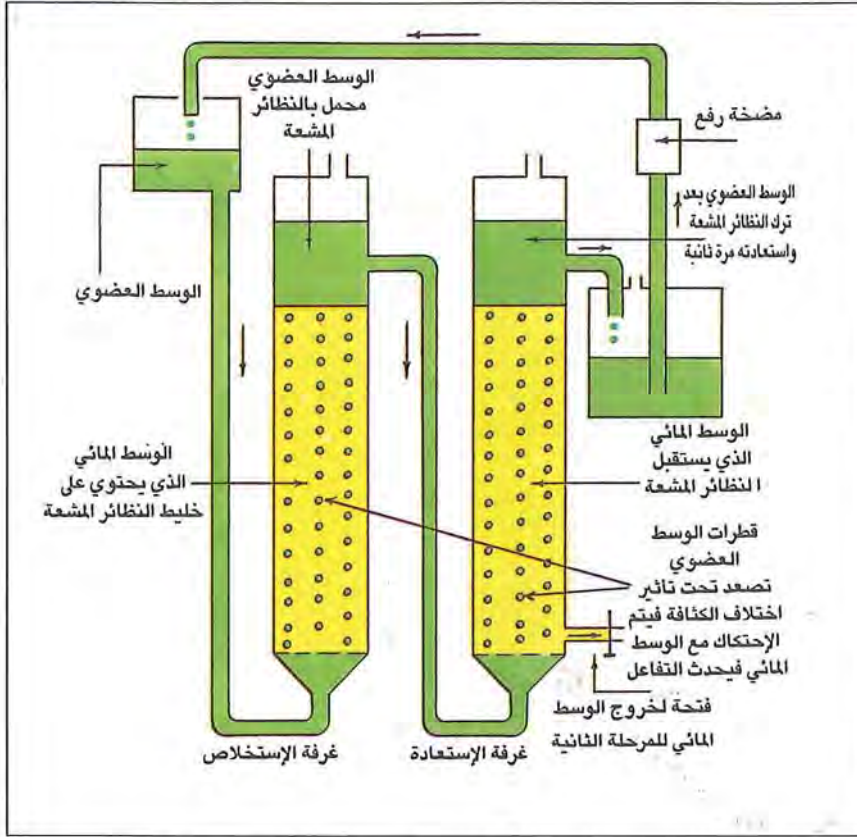 الوسط العضوي
محمل بالنظائر
المشعة
مضخة رفع
الوسط العضوي بعد
ترك النظائر المشعة
واستعادته مرة ثانية
الوسط العضوي
الوسط المائي
الذي يحتوي على
خليط النظائر المشعة
الوسط المائي
الذي يستقبل
النظائر المشعة
قطرات الوسط
العضوي
تصعد تحت تاثير
اختلاف الكثافة فيتم
الإحتكاك مع الوسط
المائي فيحدث التفاعل
فتحة لخروج الوسط
المائي للمرحلة الثانية
غرفة الإستعادة
غرفة الإستخلاص